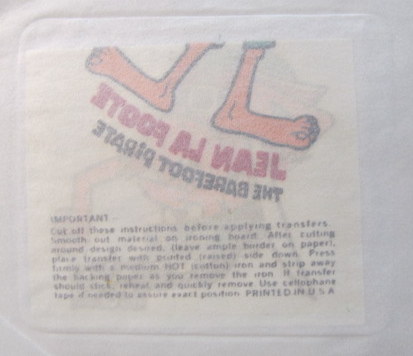 JEAN LA FOOTE
THE BAREFOOT PIRATE
IMPORTANT
Cut off these instructions before applying transfers.
Smooth out material on ironing board. After cutting
around design desired, (leave ample border on paper),
place transfer with printed (raised) side down. Press
firmly with a medium HOT (cotton) iron and strip away
the backing paper as you remove the iron. If transfer
should stick, reheat and quickly remove. Use cellophane
tape if needed to assure exact position. PRINTED IN U.S.A.